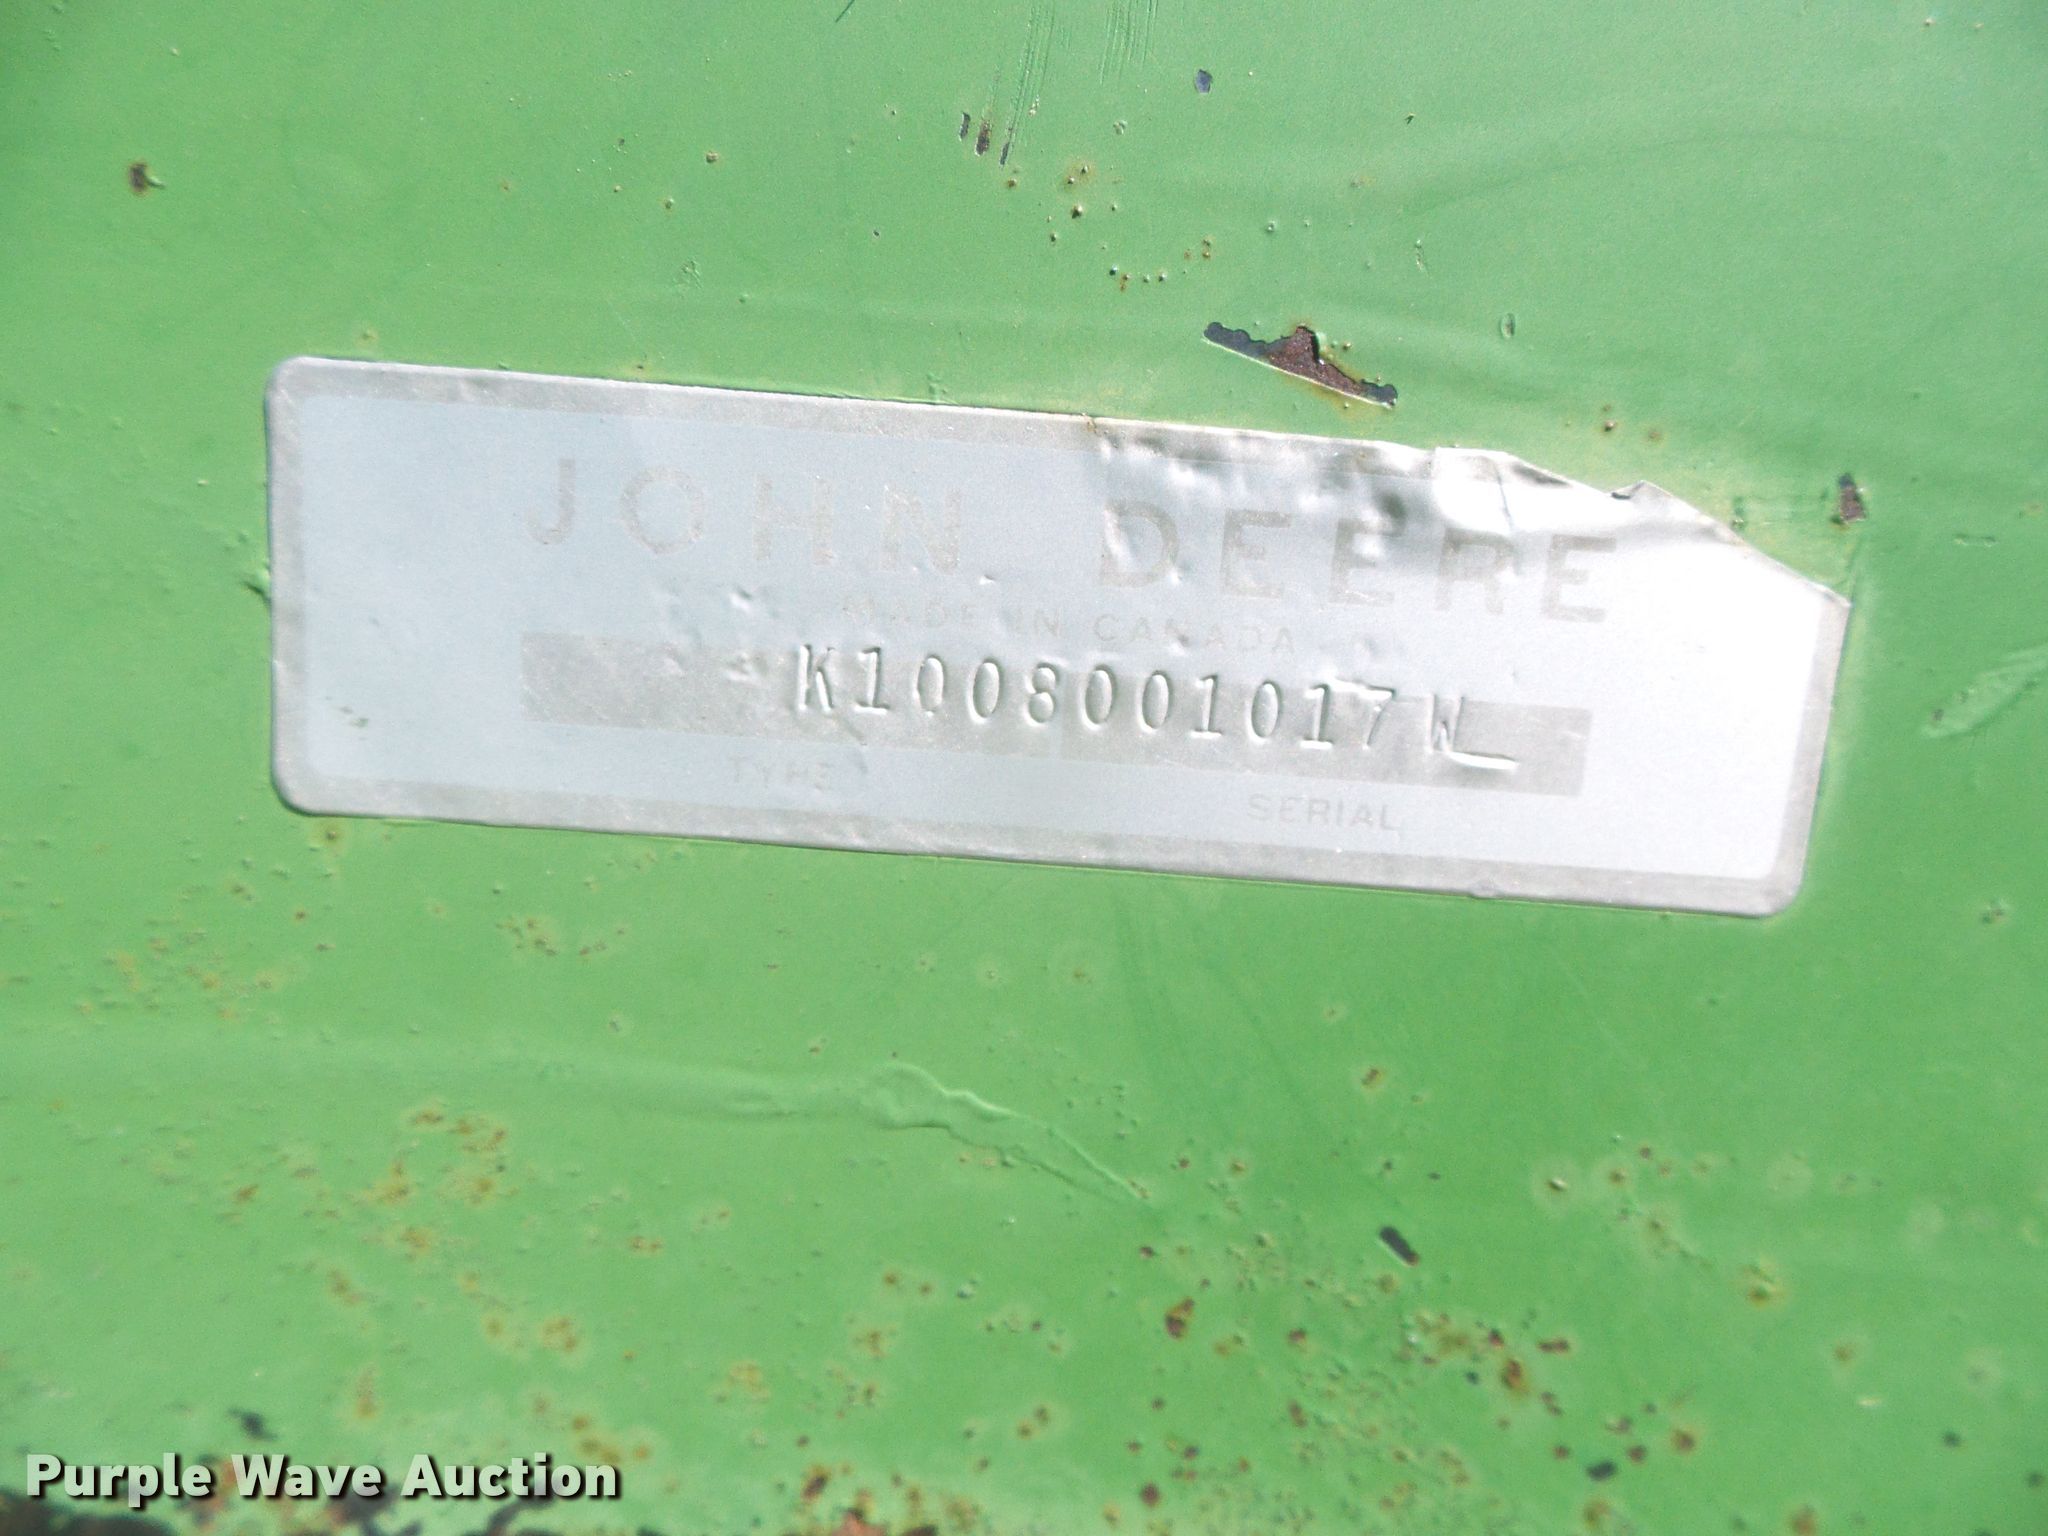 JOHN DEERE
MADE IN CANADA
K1008001017W
TYPE SERIAL
Purple Wave Auction